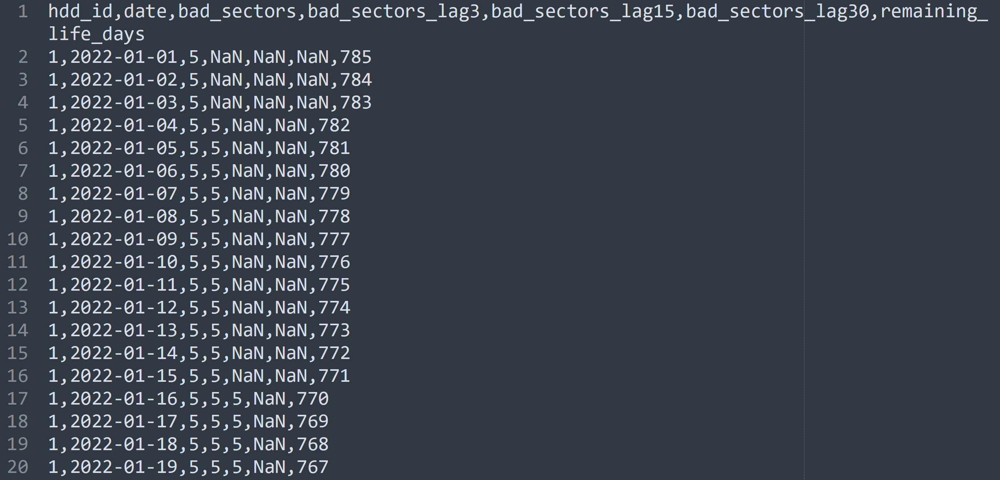 1 hdd_id,date,bad_sectors,bad_sectors_lag3,bad_sectors_lag15,bad_sectors_lag30,remaining_
life_days
2 1,2022-01-01,5,NaN,NaN,NaN,785
3 1,2022-01-02,5,NaN,NaN,NaN,784
4 1,2022-01-03,5,NaN,NaN,NaN,783
5 1,2022-01-04,5,5,NaN,NaN,782
6 1,2022-01-05,5,5,NaN,NaN,781
7 1,2022-01-06,5,5,NaN,NaN,780
8 1,2022-01-07,5,5,NaN,NaN,779
9 1,2022-01-08,5,5,NaN,NaN,778
10 1,2022-01-09,5,5,NaN,NaN,777
11 1,2022-01-10,5,5,NaN,NaN,776
12 1,2022-01-11,5,5,NaN,NaN,775
13 1,2022-01-12,5,5,NaN,NaN,774
14 1,2022-01-13,5,5,NaN,NaN,773
15 1,2022-01-14,5,5,NaN,NaN,772
16 1,2022-01-15,5,5,NaN,NaN,771
17 1,2022-01-16,5,5,5,NaN,770
18 1,2022-01-17,5,5,5,NaN,769
19 1,2022-01-18,5,5,5,NaN,768
20 1,2022-01-19,5,5,5,NaN,767